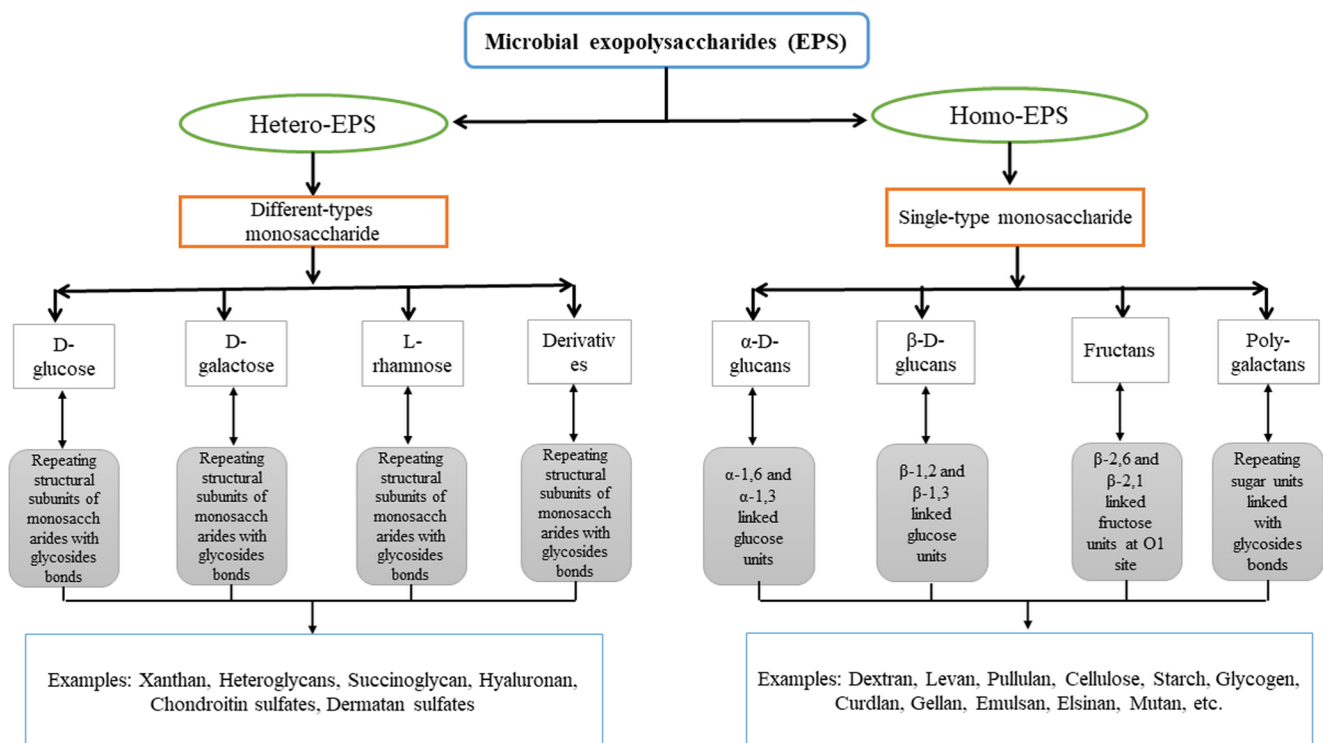 Microbial exopolysaccharides (EPS)
Hetero-EPS
Homo-EPS
Different-types
monosaccharide
Single-type monosaccharide
D-
glucose
D-
galactose
L-
rhamnose
Derivativ
es
α-D-
glucans
β-D-
glucans
Fructans
Poly-
galactans
Repeating
structural
subunits of
monosacch
arides with
glycosides
bonds
Repeating
structural
subunits of
monosacch
arides with
glycosides
bonds
Repeating
structural
subunits of
monosacch
arides with
glycosides
bonds
Repeating
structural
subunits of
monosacch
arides with
glycosides
bonds
α-1,6 and
α-1,3
linked
glucose
units
β-1,2 and
β-1,3
linked
glucose
units
β-2,6 and
β-2,1
linked
fructose
units at O1
site
Repeating
sugar units
linked
with
glycosides
bonds
Examples: Xanthan, Heteroglycans, Succinoglycan, Hyaluronan,
Chondroitin sulfates, Dermatan sulfates
Examples: Dextran, Levan, Pullulan, Cellulose, Starch, Glycogen,
Curdlan, Gellan, Emulsan, Elsinan, Mutan, etc.